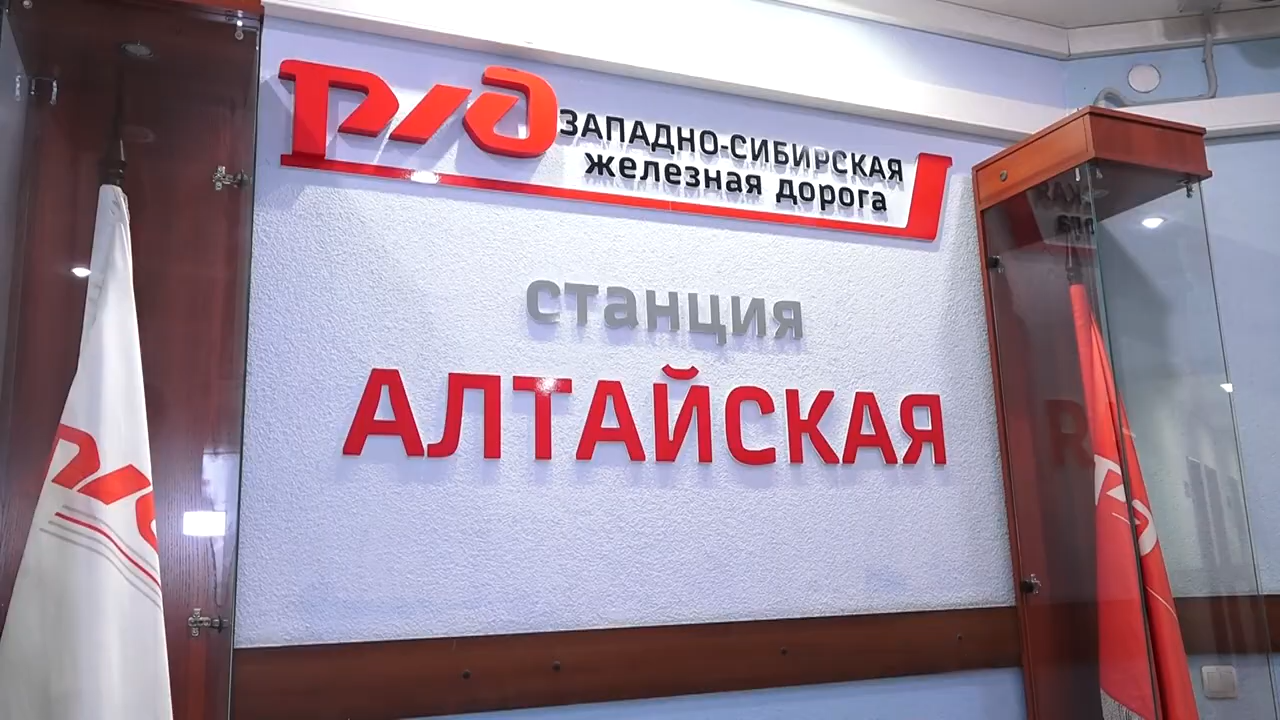 РЖД
ЗАПАДНО-СИБИРСКАЯ
железная дорога
станция
АЛТАЙСКАЯ